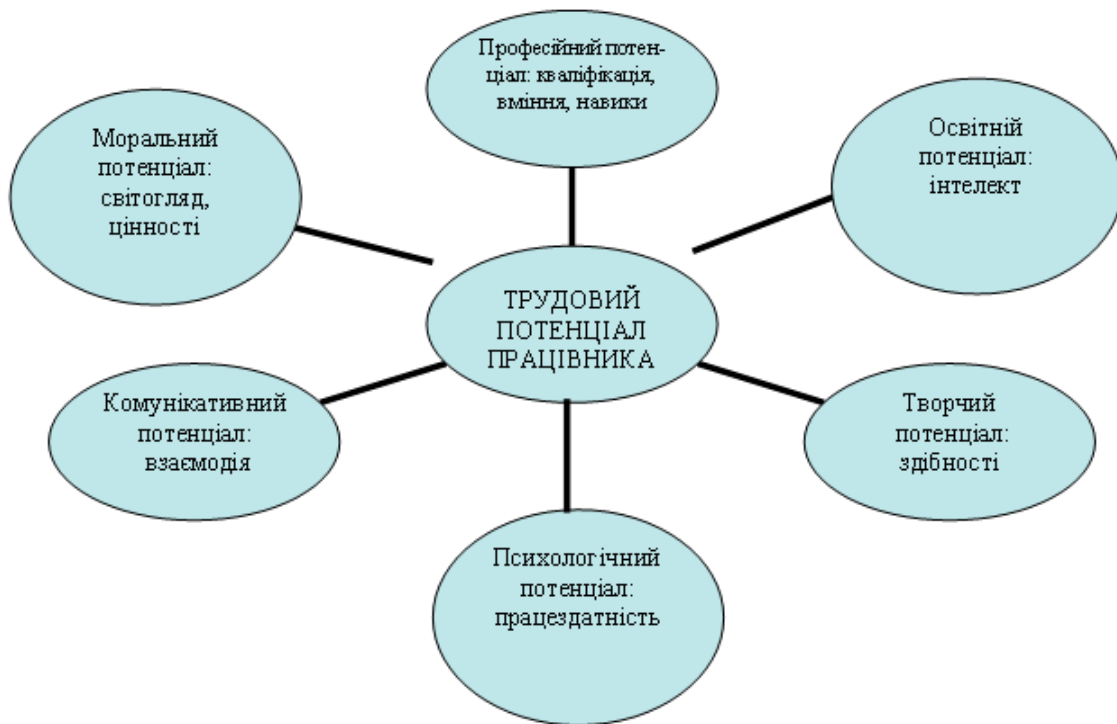 Професійний потен-
ціал: кваліфікація,
вміння, навики
Моральний
потенціал:
світогляд,
цінності
Освітній
потенціал:
інтелект
ТРУДОВИЙ
ПОТЕНЦІАЛ
ПРАЦІВНИКА
Комунікативний
потенціал:
взаємодія
Творчий
потенціал:
здібності
Психологічний
потенціал:
працездатність